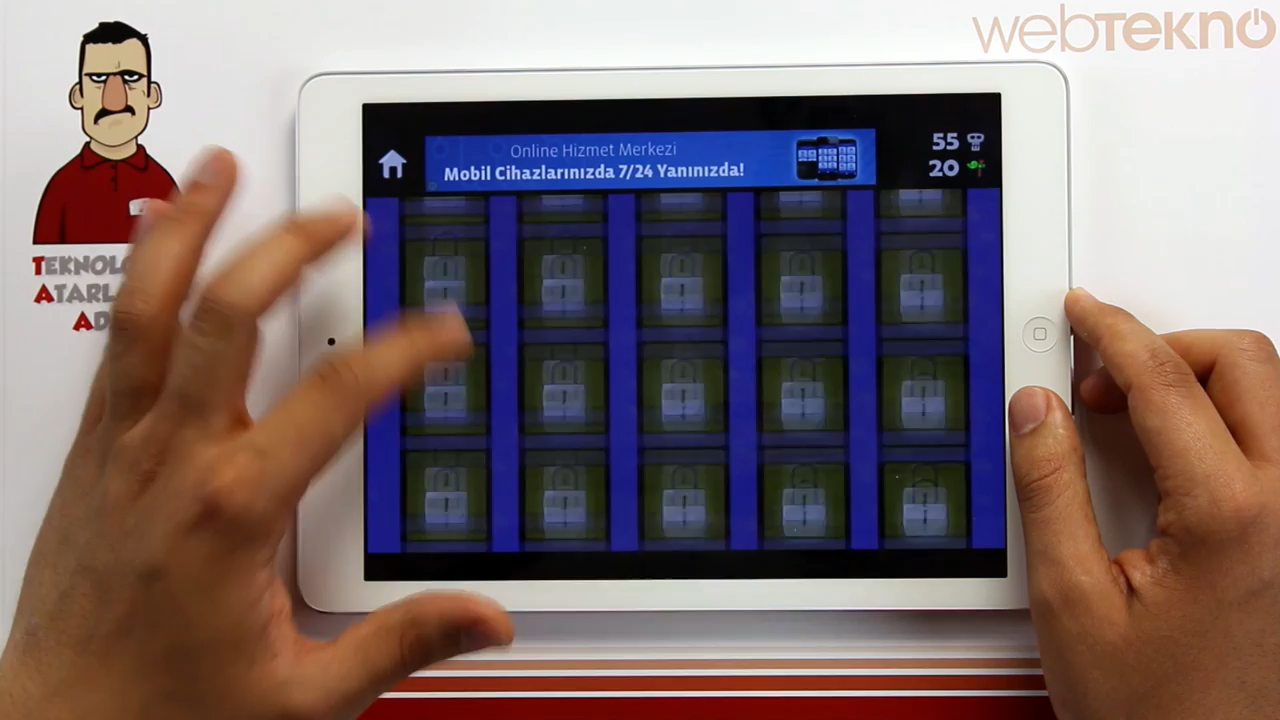 webTEKNO
Online Hizmet Merkezi
Mobil Cihazlarınızda 7/24 Yanınızda!
55
20